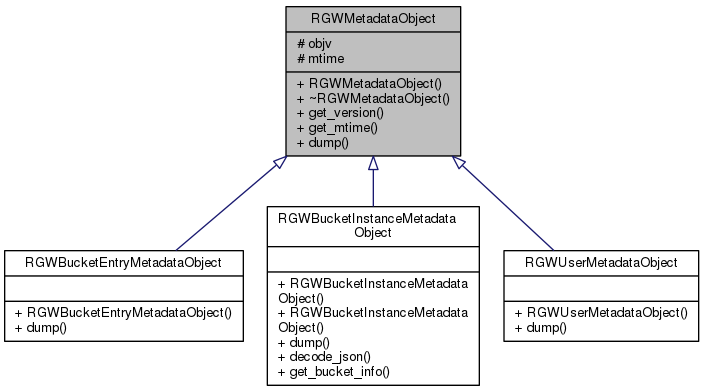 RGWMetadataObject
# objv
# mtime
+ RGWMetadataObject()
+ ~RGWMetadataObject()
+ get_version()
+ get_mtime()
+ dump()
RGWBucketEntryMetadataObject
+ RGWBucketEntryMetadataObject()
+ dump()
RGWBucketInstanceMetadata
Object
+ RGWBucketInstanceMetadata
Object()
+ RGWBucketInstanceMetadata
Object()
+ dump()
+ decode_json()
+ get_bucket_info()
RGWUserMetadataObject
+ RGWUserMetadataObject()
+ dump()